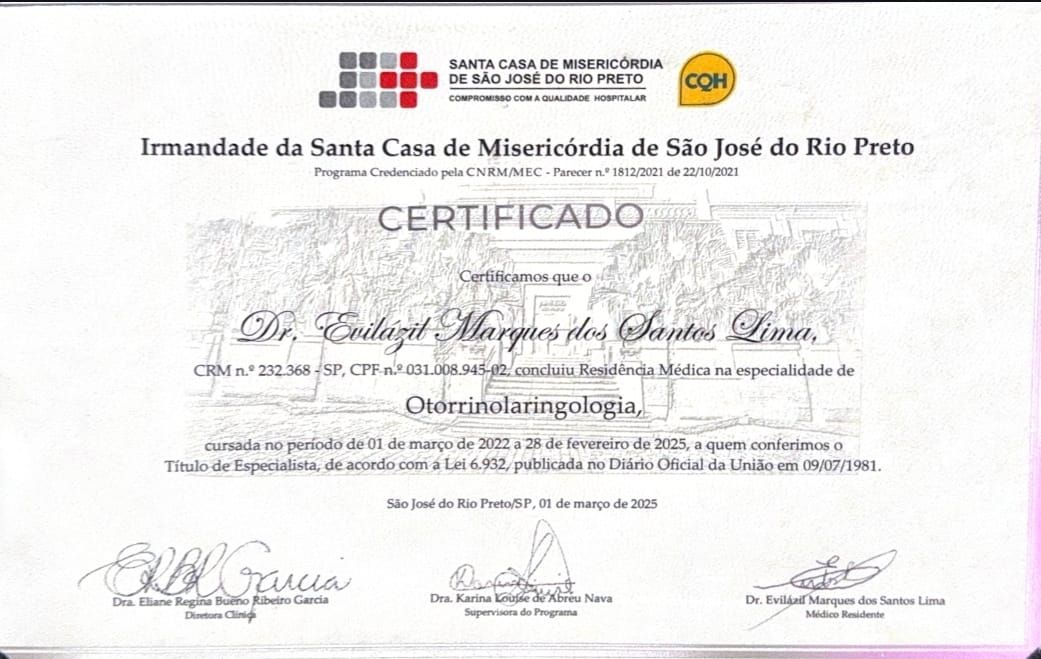 SANTA CASA DE MISERICÓRDIA
DE SÃO JOSÉ DO RIO PRETO
COMPROMISSO COM A QUALIDADE HOSPITALAR
CQH
Irmandade da Santa Casa de Misericórdia de São José do Rio Preto
Programa Credenciado pela CNRM/MEC - Parecer n.º 1812/2021 de 22/10/2021
CERTIFICADO
Certificamos que o
Dr. Evilázil Marques dos Santos Lima,
CRM n.º 232.368 - SP, CPF n.º 031.008.945-02, concluiu Residência Médica na especialidade de
Otorrinolaringologia,
cursada no período de 01 de março de 2022 a 28 de fevereiro de 2025, a quem conferimos o
Título de Especialista, de acordo com a Lei 6.932, publicada no Diário Oficial da União em 09/07/1981.
São José do Rio Preto/SP, 01 de março de 2025
Garcia
Dra. Eliane Regina Bueno Ribeiro Garcia
Diretora Clínica
Dra. Karina Louise de Abreu Nava
Supervisora do Programa
Dr. Evilázil Marques dos Santos Lima
Médico Residente